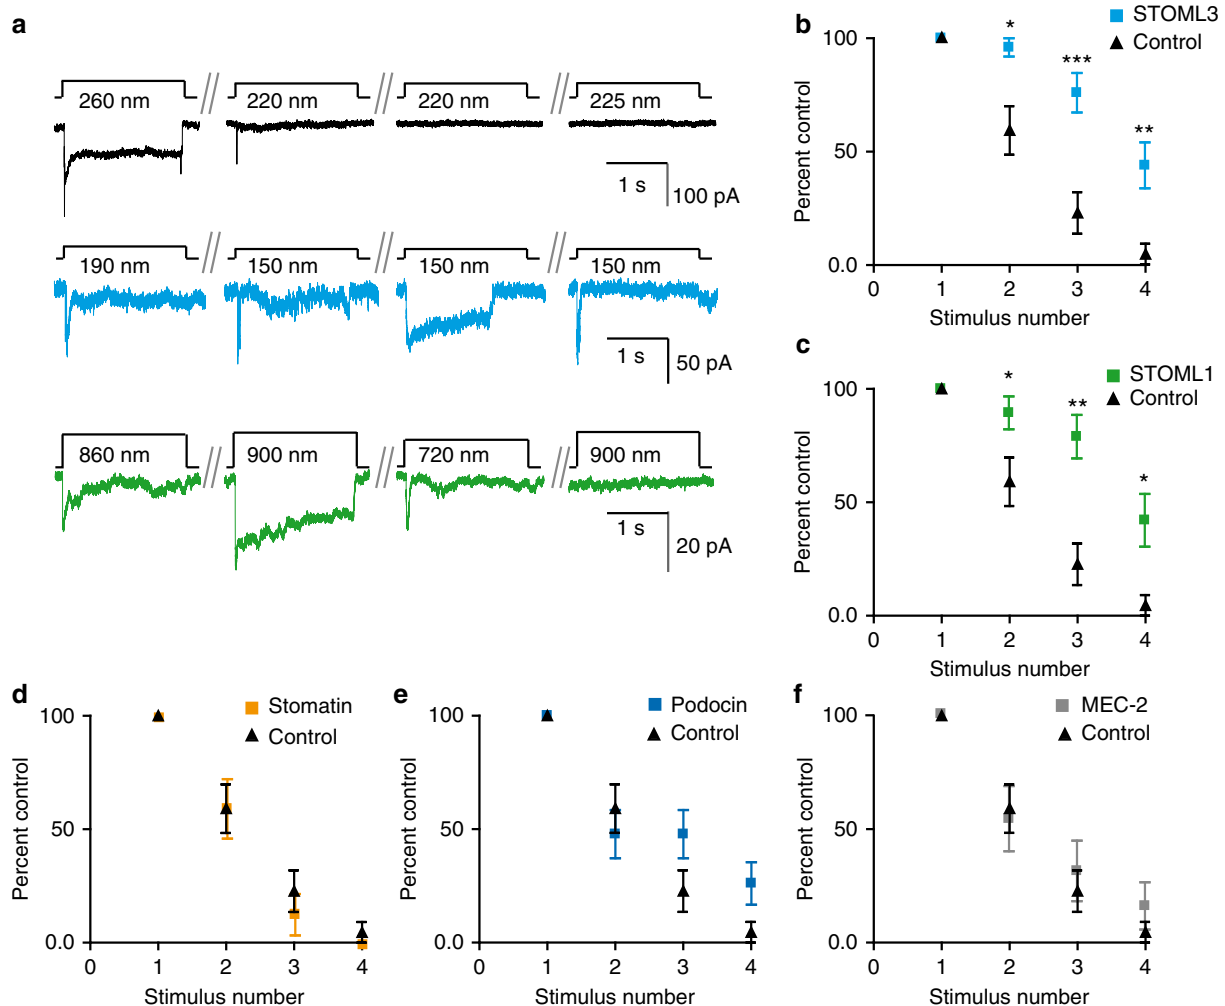 a
260 nm
220 nm
220 nm
225 nm
1 s
100 pA
190 nm
150 nm
150 nm
150 nm
1 s
50 pA
860 nm
900 nm
720 nm
900 nm
1 s
20 pA
b
STOML3
Control
Percent control
100
50
0.0
*
***
**
0 1 2 3 4
Stimulus number
c
STOML1
Control
Percent control
100
50
0.0
*
**
*
0 1 2 3 4
Stimulus number
d
Stomatin
Control
Percent control
100
50
0.0
0 1 2 3 4
Stimulus number
e
Podocin
Control
Percent control
100
50
0.0
0 1 2 3 4
Stimulus number
f
MEC-2
Control
Percent control
100
50
0.0
0 1 2 3 4
Stimulus number